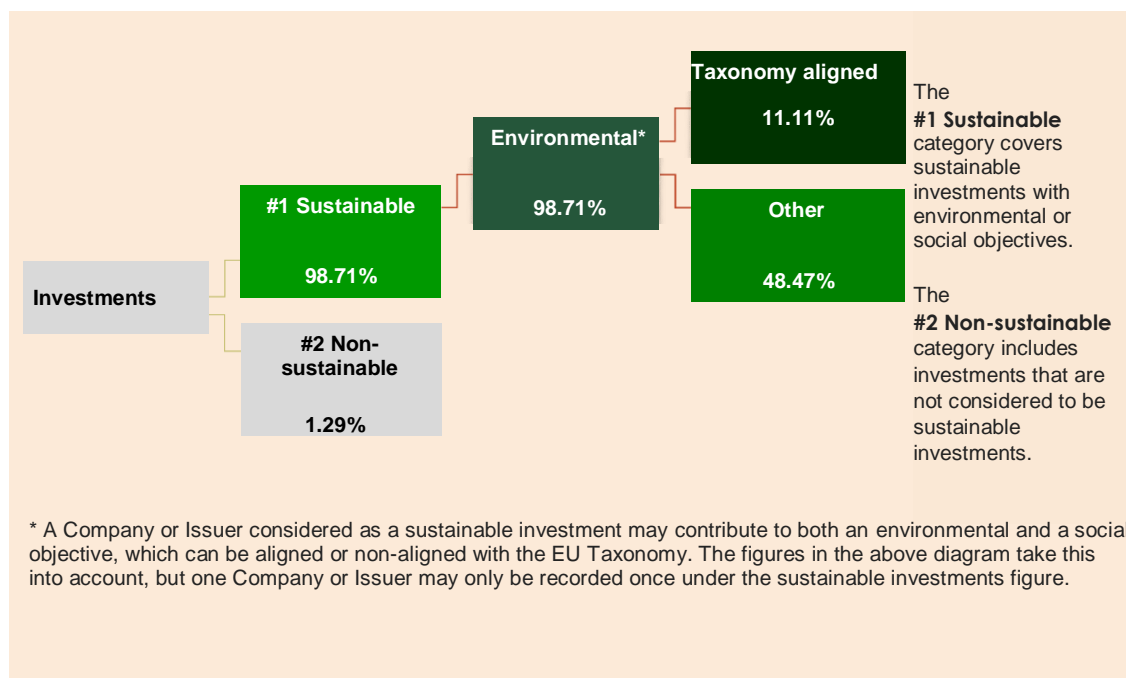 Taxonomy aligned
11.11%
Environmental*
98.71%
Other
48.47%
#1 Sustainable
98.71%
Investments
#2 Non-
sustainable
1.29%
The
#1 Sustainable
category covers
sustainable
investments with
environmental or
social objectives.
The
#2 Non-sustainable
category includes
investments that are
not considered to be
sustainable
investments.
* A Company or Issuer considered as a sustainable investment may contribute to both an environmental and a social
objective, which can be aligned or non-aligned with the EU Taxonomy. The figures in the above diagram take this
into account, but one Company or Issuer may only be recorded once under the sustainable investments figure.